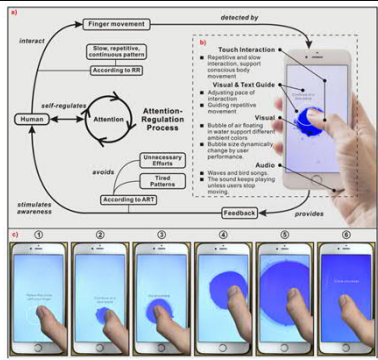 a)
Finger movement
detected by
interact
Slow, repetitive,
continuous pattern
According to RR
self-regulates
Human
Attention
Attention-
Regulation
Process
avoids
Unnecessary
Efforts
Tired
Patterns
According to ART
stimulates
awareness
Feedback
provides
b)
Touch Interaction
Repetitive and slow
interaction, support
conscious body
movement
Visual & Text Guide
Adjusting pace of
interaction
Guiding repetitive
movement
Visual
Bubble of air floating
in water support different
ambient colors
Bubble size dynamically
change by user
performance.
Audio
Waves and bird songs.
The sound keeps playing
unless users stop
moving.
c)
1
2
3
4
5
6